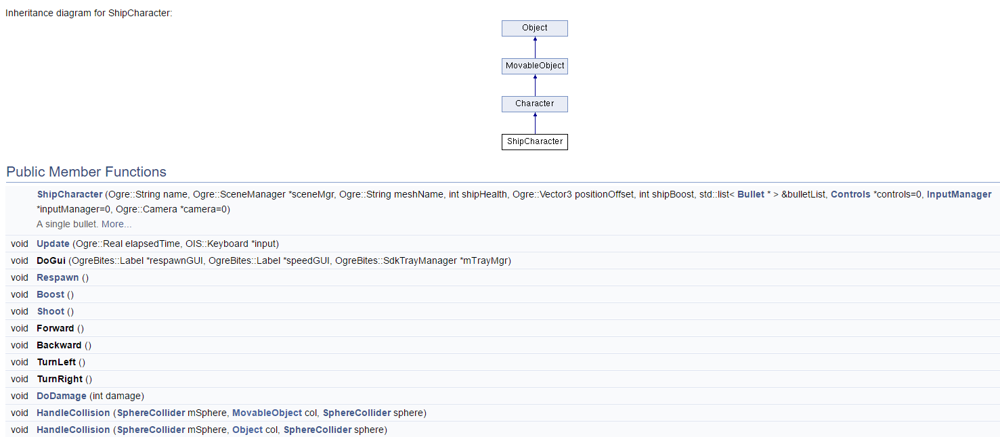 Inheritance diagram for ShipCharacter:
Object
MovableObject
Character
ShipCharacter
Public Member Functions
ShipCharacter (Ogre::String name, Ogre::SceneManager *sceneMgr, Ogre::String meshName, int shipHealth, Ogre::Vector3 positionOffset, int shipBoost, std::list< Bullet * > &bulletList, Controls *controls=0, InputManager
*inputManager=0, Ogre::Camera *camera=0)
A single bullet. More...
void Update (Ogre::Real elapsedTime, OIS::Keyboard *input)
void DoGui (OgreBites::Label *respawnGUI, OgreBites::Label *speedGUI, OgreBites::SdkTrayManager *mTrayMgr)
void Respawn ()
void Boost ()
void Shoot ()
void Forward ()
void Backward ()
void TurnLeft ()
void TurnRight ()
void DoDamage (int damage)
void HandleCollision (SphereCollider mSphere, MovableObject col, SphereCollider sphere)
void HandleCollision (SphereCollider mSphere, Object col, SphereCollider sphere)